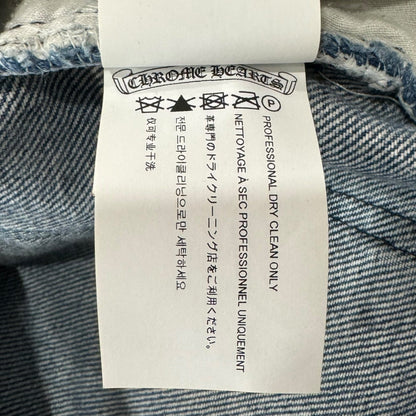 CHROME HEARTS
P
PROFESSIONAL DRY CLEAN ONLY
NETTOYAGE À SEC PROFESSIONNEL UNIQUEMENT
革専門のドライクリーニング店をご利用ください。
전문 드라이클리닝으로만 세탁하세요
仅可专业干洗